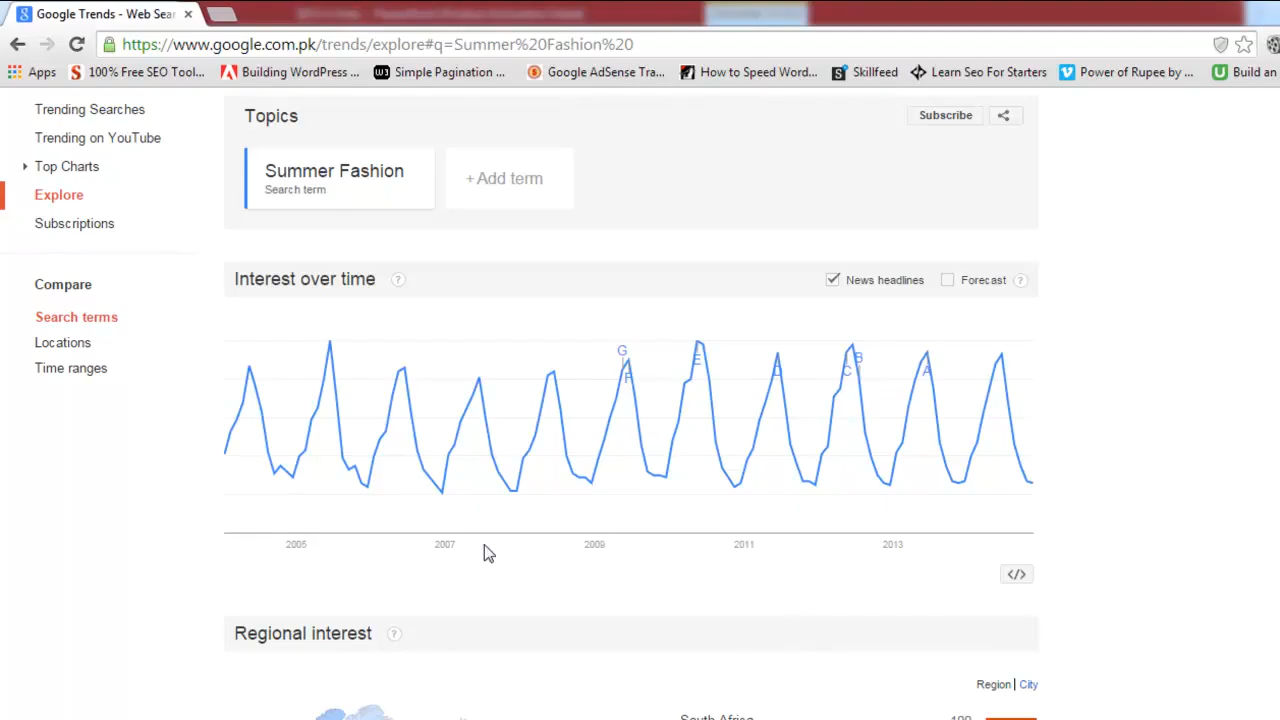 Google Trends - Web Sear
https://www.google.com.pk/trends/explore#q=Summer%20Fashion%20
Apps 100% Free SEO Tool... Building WordPress ... Simple Pagination ... Google AdSense Tra... How to Speed Word... Skillfeed Learn Seo For Starters Power of Rupee by ... Build an
Trending Searches
Trending on YouTube
Top Charts
Explore
Subscriptions
Compare
Search terms
Locations
Time ranges
Topics
Subscribe
Summer Fashion
Search term
+Add term
Interest over time ?
News headlines Forecast ?
G F E D C B A
2005 2007 2009 2011 2013
</>
Regional interest ?
Region | City
South Africa 100